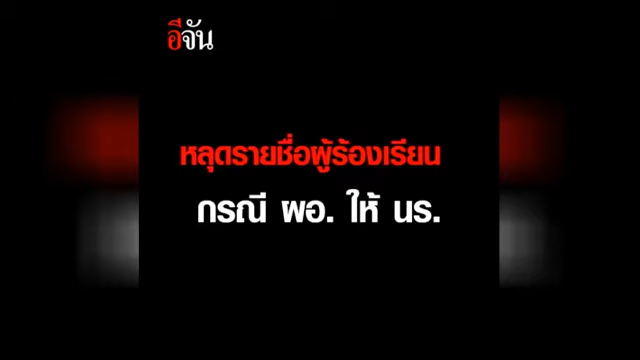 อีจัน
หลุดรายชื่อผู้ร้องเรียน
กรณี ผอ. ให้ นร.